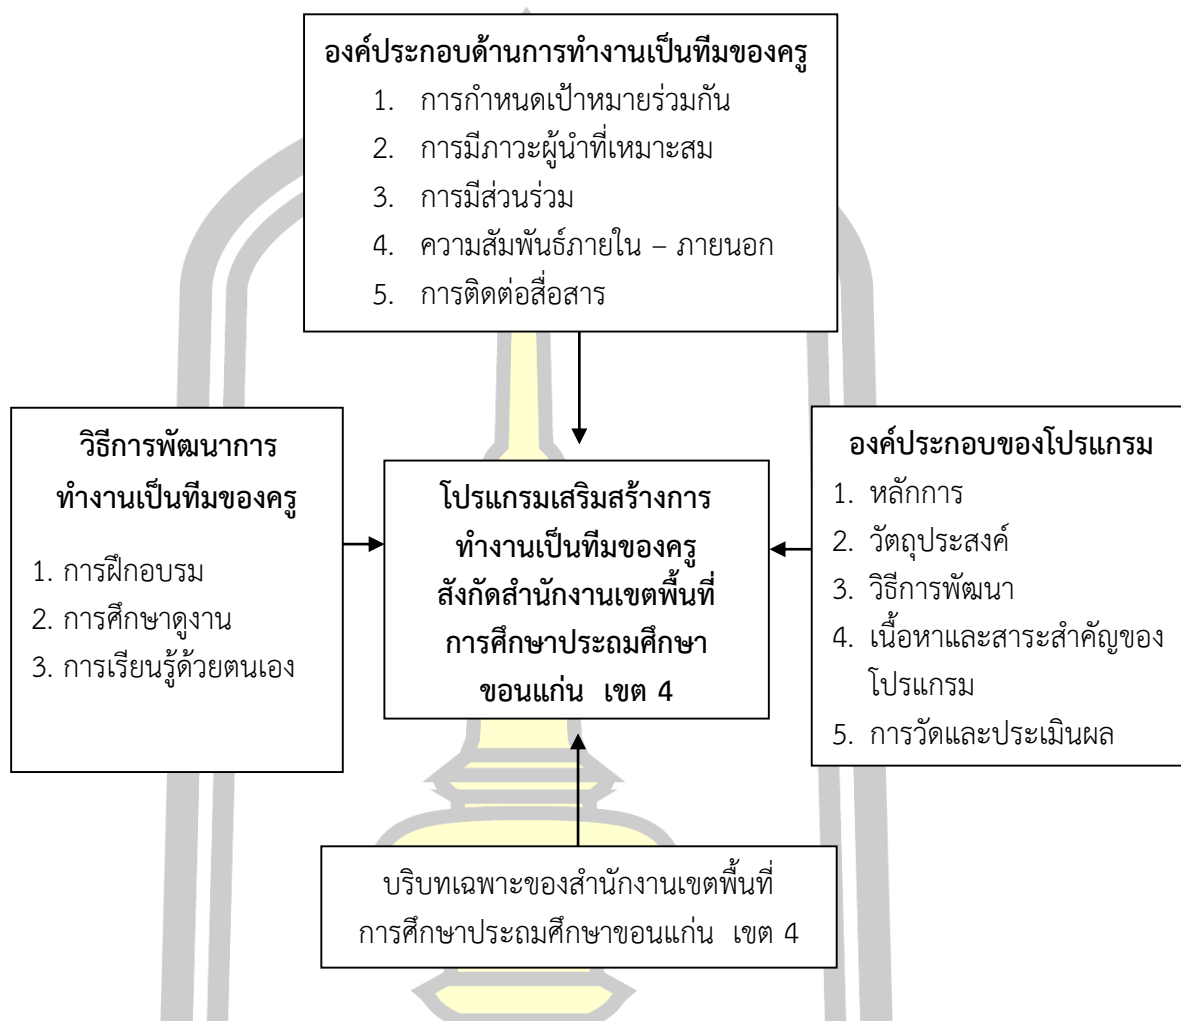 องค์ประกอบด้านการทำงานเป็นทีมของครู
1. การกำหนดเป้าหมายร่วมกัน
2. การมีภาวะผู้นำที่เหมาะสม
3. การมีส่วนร่วม
4. ความสัมพันธ์ภายใน – ภายนอก
5. การติดต่อสื่อสาร
วิธีการพัฒนาการ
ทำงานเป็นทีมของครู
1. การฝึกอบรม
2. การศึกษาดูงาน
3. การเรียนรู้ด้วยตนเอง
โปรแกรมเสริมสร้างการ
ทำงานเป็นทีมของครู
สังกัดสำนักงานเขตพื้นที่
การศึกษาประถมศึกษา
ขอนแก่น เขต 4
องค์ประกอบของโปรแกรม
1. หลักการ
2. วัตถุประสงค์
3. วิธีการพัฒนา
4. เนื้อหาและสาระสำคัญของ
โปรแกรม
5. การวัดและประเมินผล
บริบทเฉพาะของสำนักงานเขตพื้นที่
การศึกษาประถมศึกษาขอนแก่น เขต 4